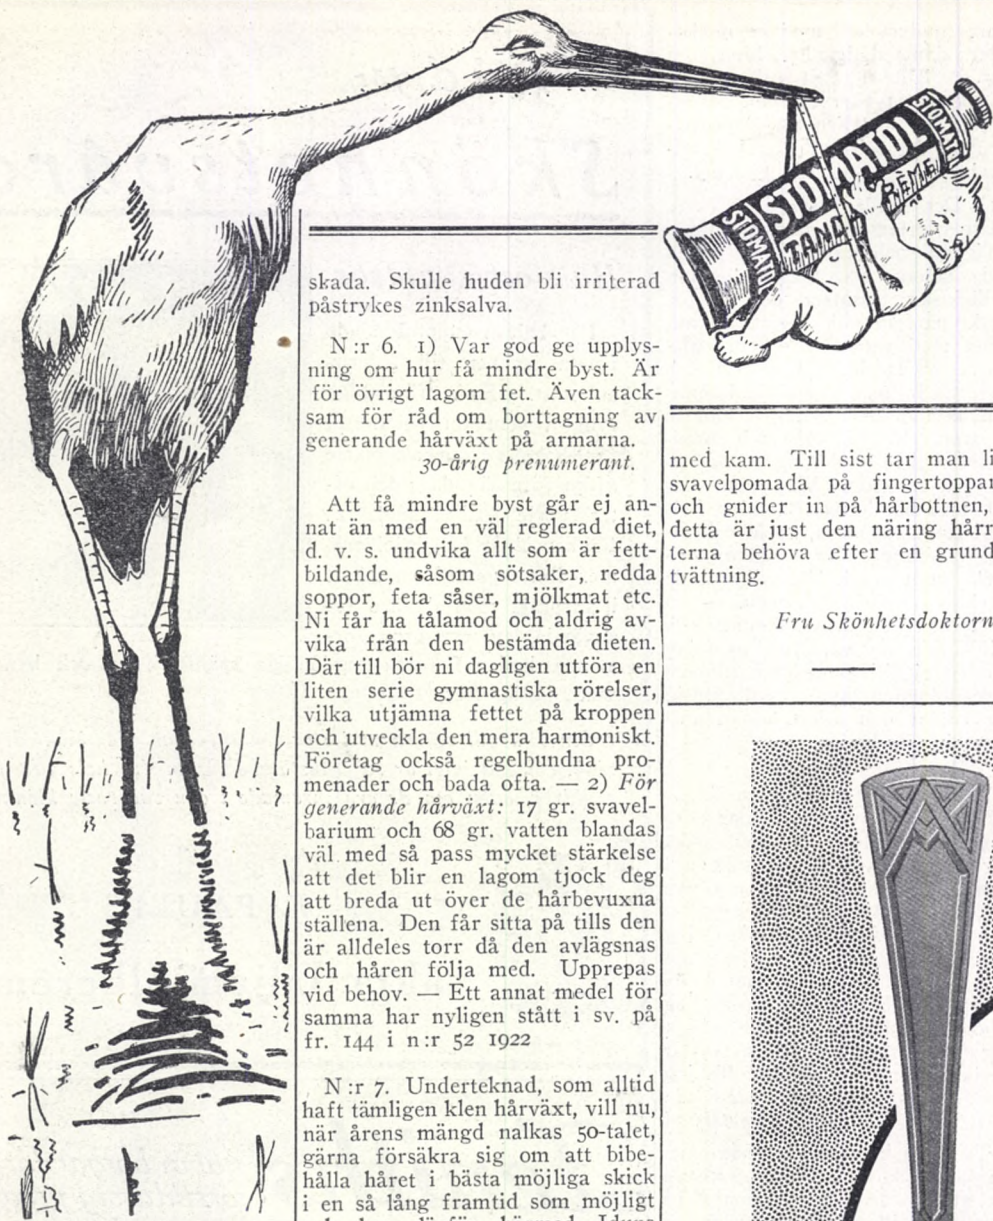 STOMATOL
STOMATOL
STOMATOL
TAND CRÈME
skada. Skulle huden bli irriterad
påstrykes zinksalva.
N:r 6. 1) Var god ge upplys-
ning om hur få mindre byst. Är
för övrigt lagom fet. Även tack-
sam för råd om borttagning av
generande hårväxt på armarna.
30-årig prenumerant.
Att få mindre byst går ej an-
nat än med en väl reglerad diet,
d. v. s. undvika allt som är fett-
bildande, såsom sötsaker, redda
soppor, feta såser, mjölkmat etc.
Ni får ha tålamod och aldrig av-
vika från den bestämda dieten.
Där till bör ni dagligen utföra en
liten serie gymnastiska rörelser,
vilka utjämna fettet på kroppen
och utveckla den mera harmoniskt.
Företag också regelbundna pro-
menader och bada ofta. — 2) För
generande hårväxt: 17 gr. svavel-
barium och 68 gr. vatten blandas
väl med så pass mycket stärkelse
att det blir en lagom tjock deg
att breda ut över de hårbevuxna
ställena. Den får sitta på tills den
är alldeles torr då den avlägsnas
och håren följa med. Upprepas
vid behov. — Ett annat medel för
samma har nyligen stått i sv. på
fr. 144 i n:r 52 1922
N:r 7. Underteknad, som alltid
haft tämligen klen hårväxt, vill nu,
när årens mängd nalkas 50-talet,
gärna försäkra sig om att bibe-
hålla håret i bästa möjliga skick
i en så lång framtid som möjligt
med kam. Till sist tar man li
svavelpomada på fingertoppar
och gnider in på hårbottnen,
detta är just den näring hårr
terna behöva efter en grund
tvättning.
Fru Skönhetsdoktorn